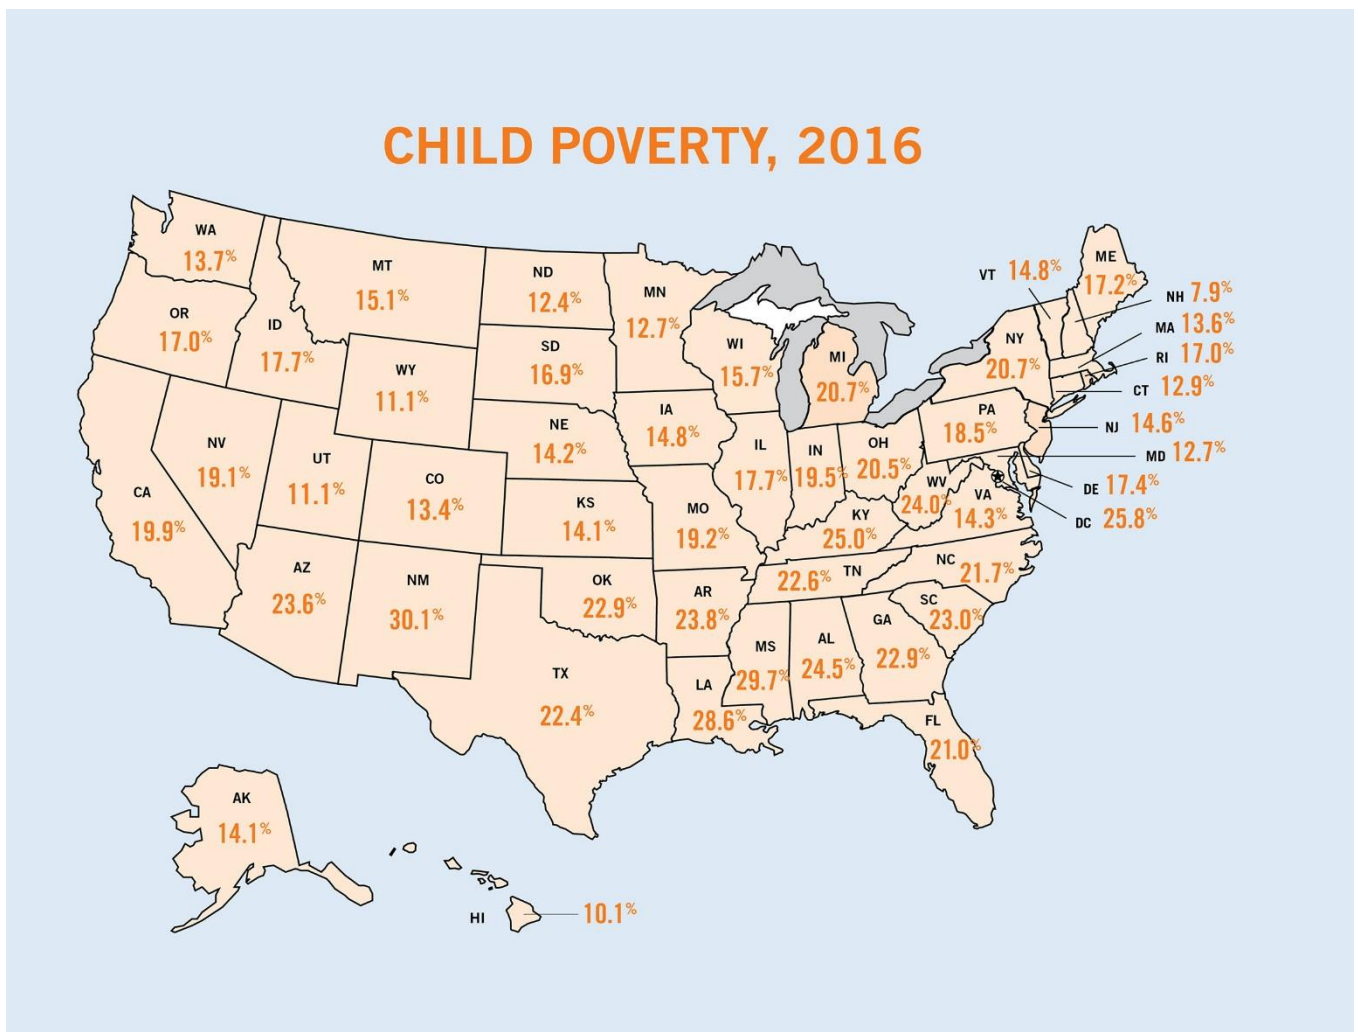 CHILD POVERTY, 2016
WA
13.7%
OR
17.0%
ID
17.7%
MT
15.1%
ND
12.4%
MN
12.7%
SD
16.9%
WY
11.1%
WI
15.7%
MI
20.7%
NY
20.7%
VT 14.8%
ME
17.2%
NH 7.9%
MA 13.6%
RI 17.0%
CT 12.9%
NJ 14.6%
MD 12.7%
DE 17.4%
DC 25.8%
PA
18.5%
NE
14.2%
IA
14.8%
IL
17.7%
IN
19.5%
OH
20.5%
WV
24.0%
VA
14.3%
NV
19.1%
UT
11.1%
CO
13.4%
CA
19.9%
KS
14.1%
MO
19.2%
KY
25.0%
22.6% TN
NC 21.7%
AZ
23.6%
NM
30.1%
OK
22.9%
AR
23.8%
SC
23.0%
MS
29.7%
AL
24.5%
GA
22.9%
TX
22.4%
LA
28.6%
FL
21.0%
AK
14.1%
HI 10.1%